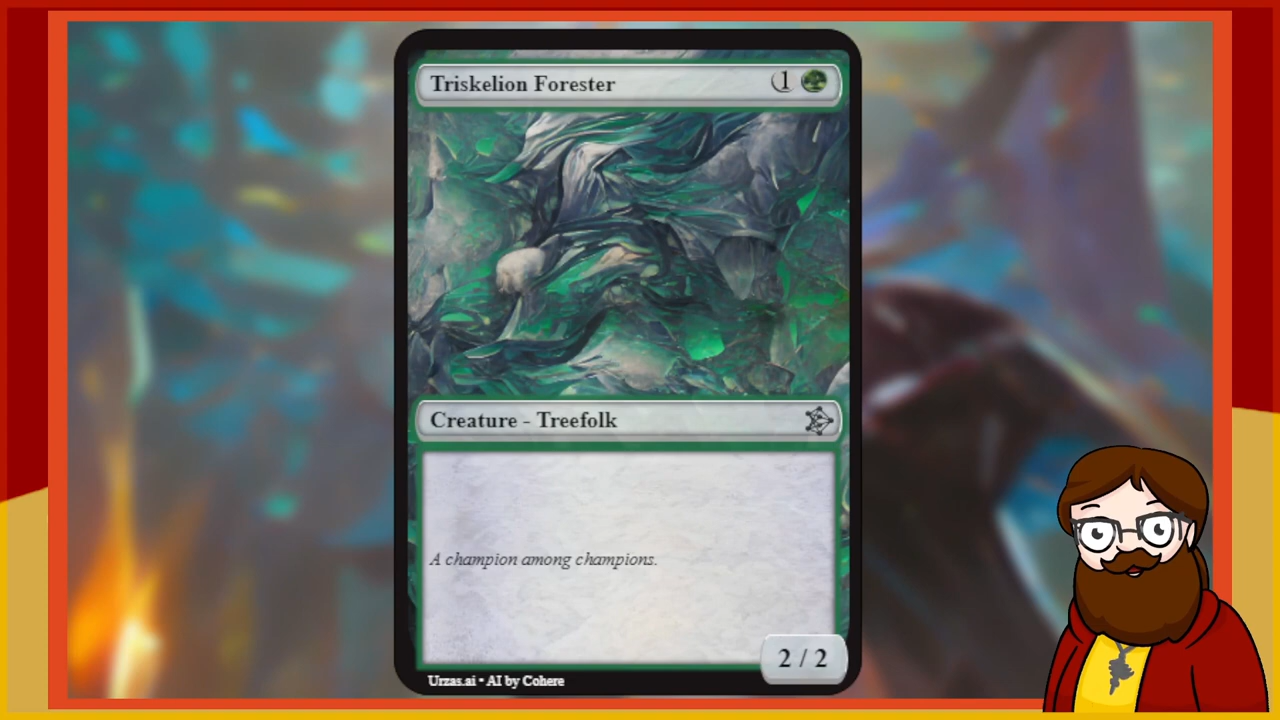 Triskelion Forester 1
Creature - Treefolk
A champion among champions.
2 / 2
Urzas.ai • AI by Cohere